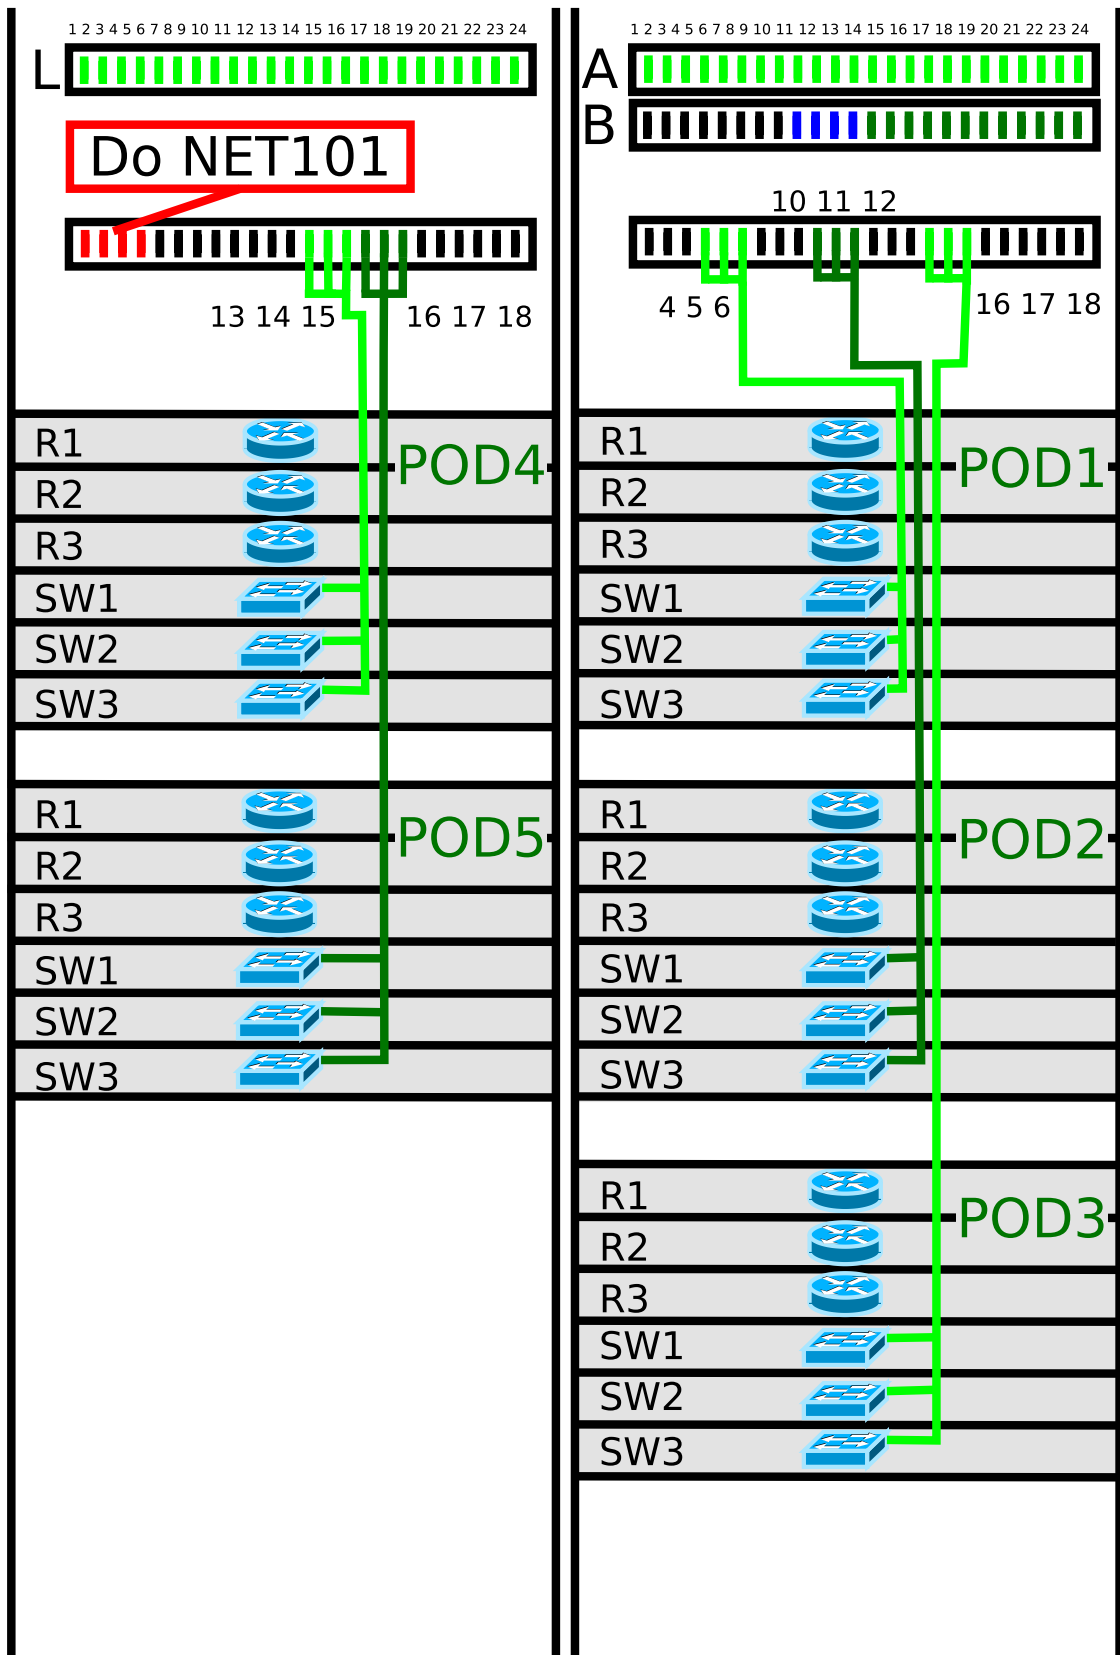 1 2 3 4 5 6 7 8 9 10 11 12 13 14 15 16 17 18 19 20 21 22 23 24
L
Do NET101
13 14 15
16 17 18
R1
POD4
R2
R3
SW1
SW2
SW3
R1
POD5
R2
R3
SW1
SW2
SW3
1 2 3 4 5 6 7 8 9 10 11 12 13 14 15 16 17 18 19 20 21 22 23 24
A
B
10 11 12
4 5 6
16 17 18
R1
POD1
R2
R3
SW1
SW2
SW3
R1
POD2
R2
R3
SW1
SW2
SW3
R1
POD3
R2
R3
SW1
SW2
SW3